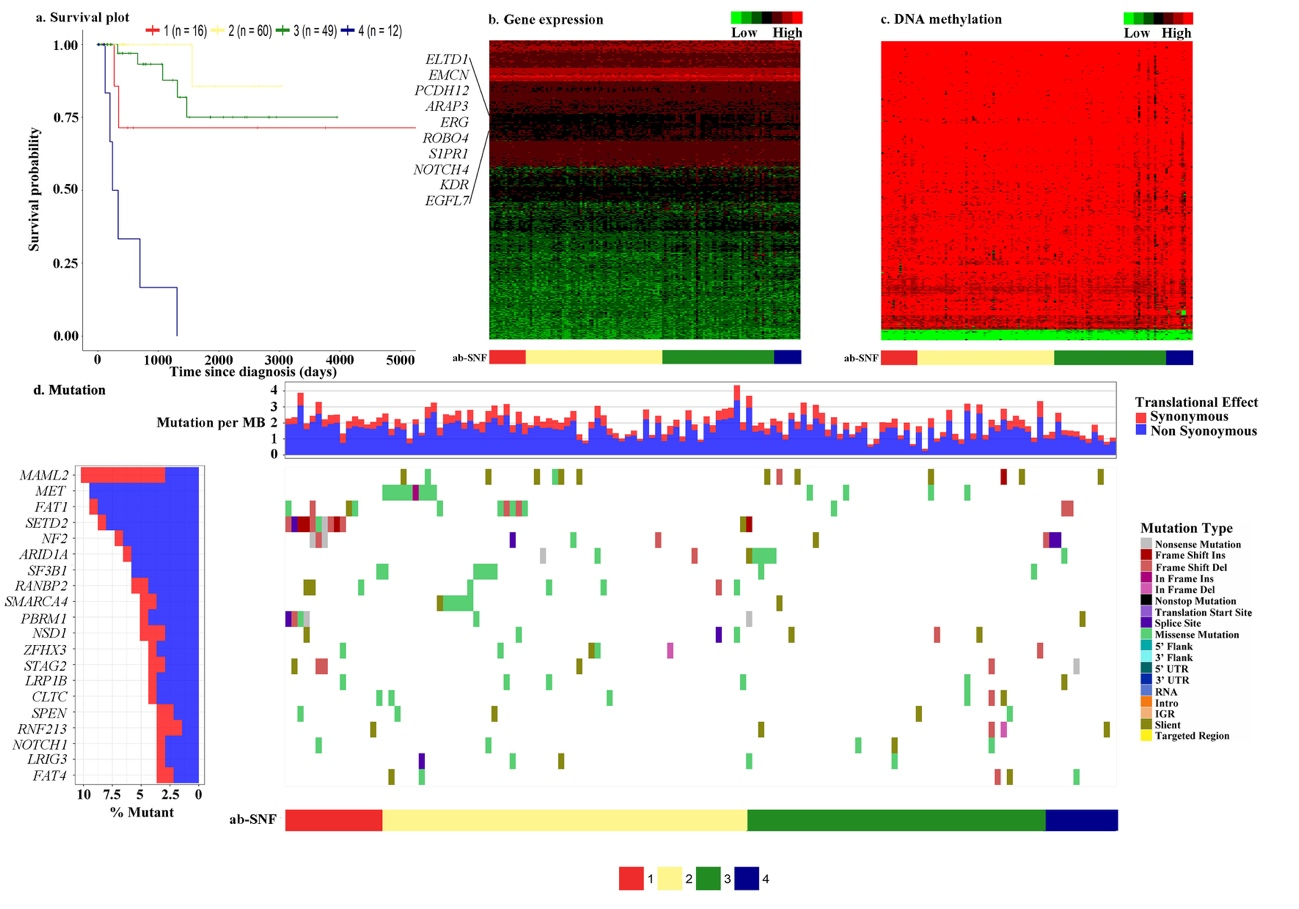 a. Survival plot
1 (n = 16) 2 (n = 60) 3 (n = 49) 4 (n = 12)
1.00
0.75
0.50
0.25
0.00
Survival probability
0 1000 2000 3000 4000 5000
Time since diagnosis (days)
b. Gene expression
Low High
ELTD1
EMCN
PCDH12
ARAP3
ERG
ROBO4
S1PR1
NOTCH4
KDR
EGFL7
ab-SNF
c. DNA methylation
Low High
ab-SNF
d. Mutation
Mutation per MB
4
3
2
1
0
Translational Effect
Synonymous
Non Syonoymous
MAML2
MET
FAT1
SETD2
NF2
ARID1A
SF3B1
RANBP2
SMARCA4
PBRM1
NSD1
ZFHX3
STAG2
LRP1B
CLTC
SPEN
RNF213
NOTCH1
LRIG3
FAT4
10 7.5 5 2.5 0
% Mutant
Mutation Type
Nonsense Mutation
Frame Shift Ins
Frame Shift Del
In Frame Ins
In Frame Del
Nonstop Mutation
Translation Start Site
Splice Site
Missense Mutation
5' Flank
3' Flank
5' UTR
3' UTR
RNA
Intro
IGR
Slient
Targeted Region
ab-SNF
1 2 3 4